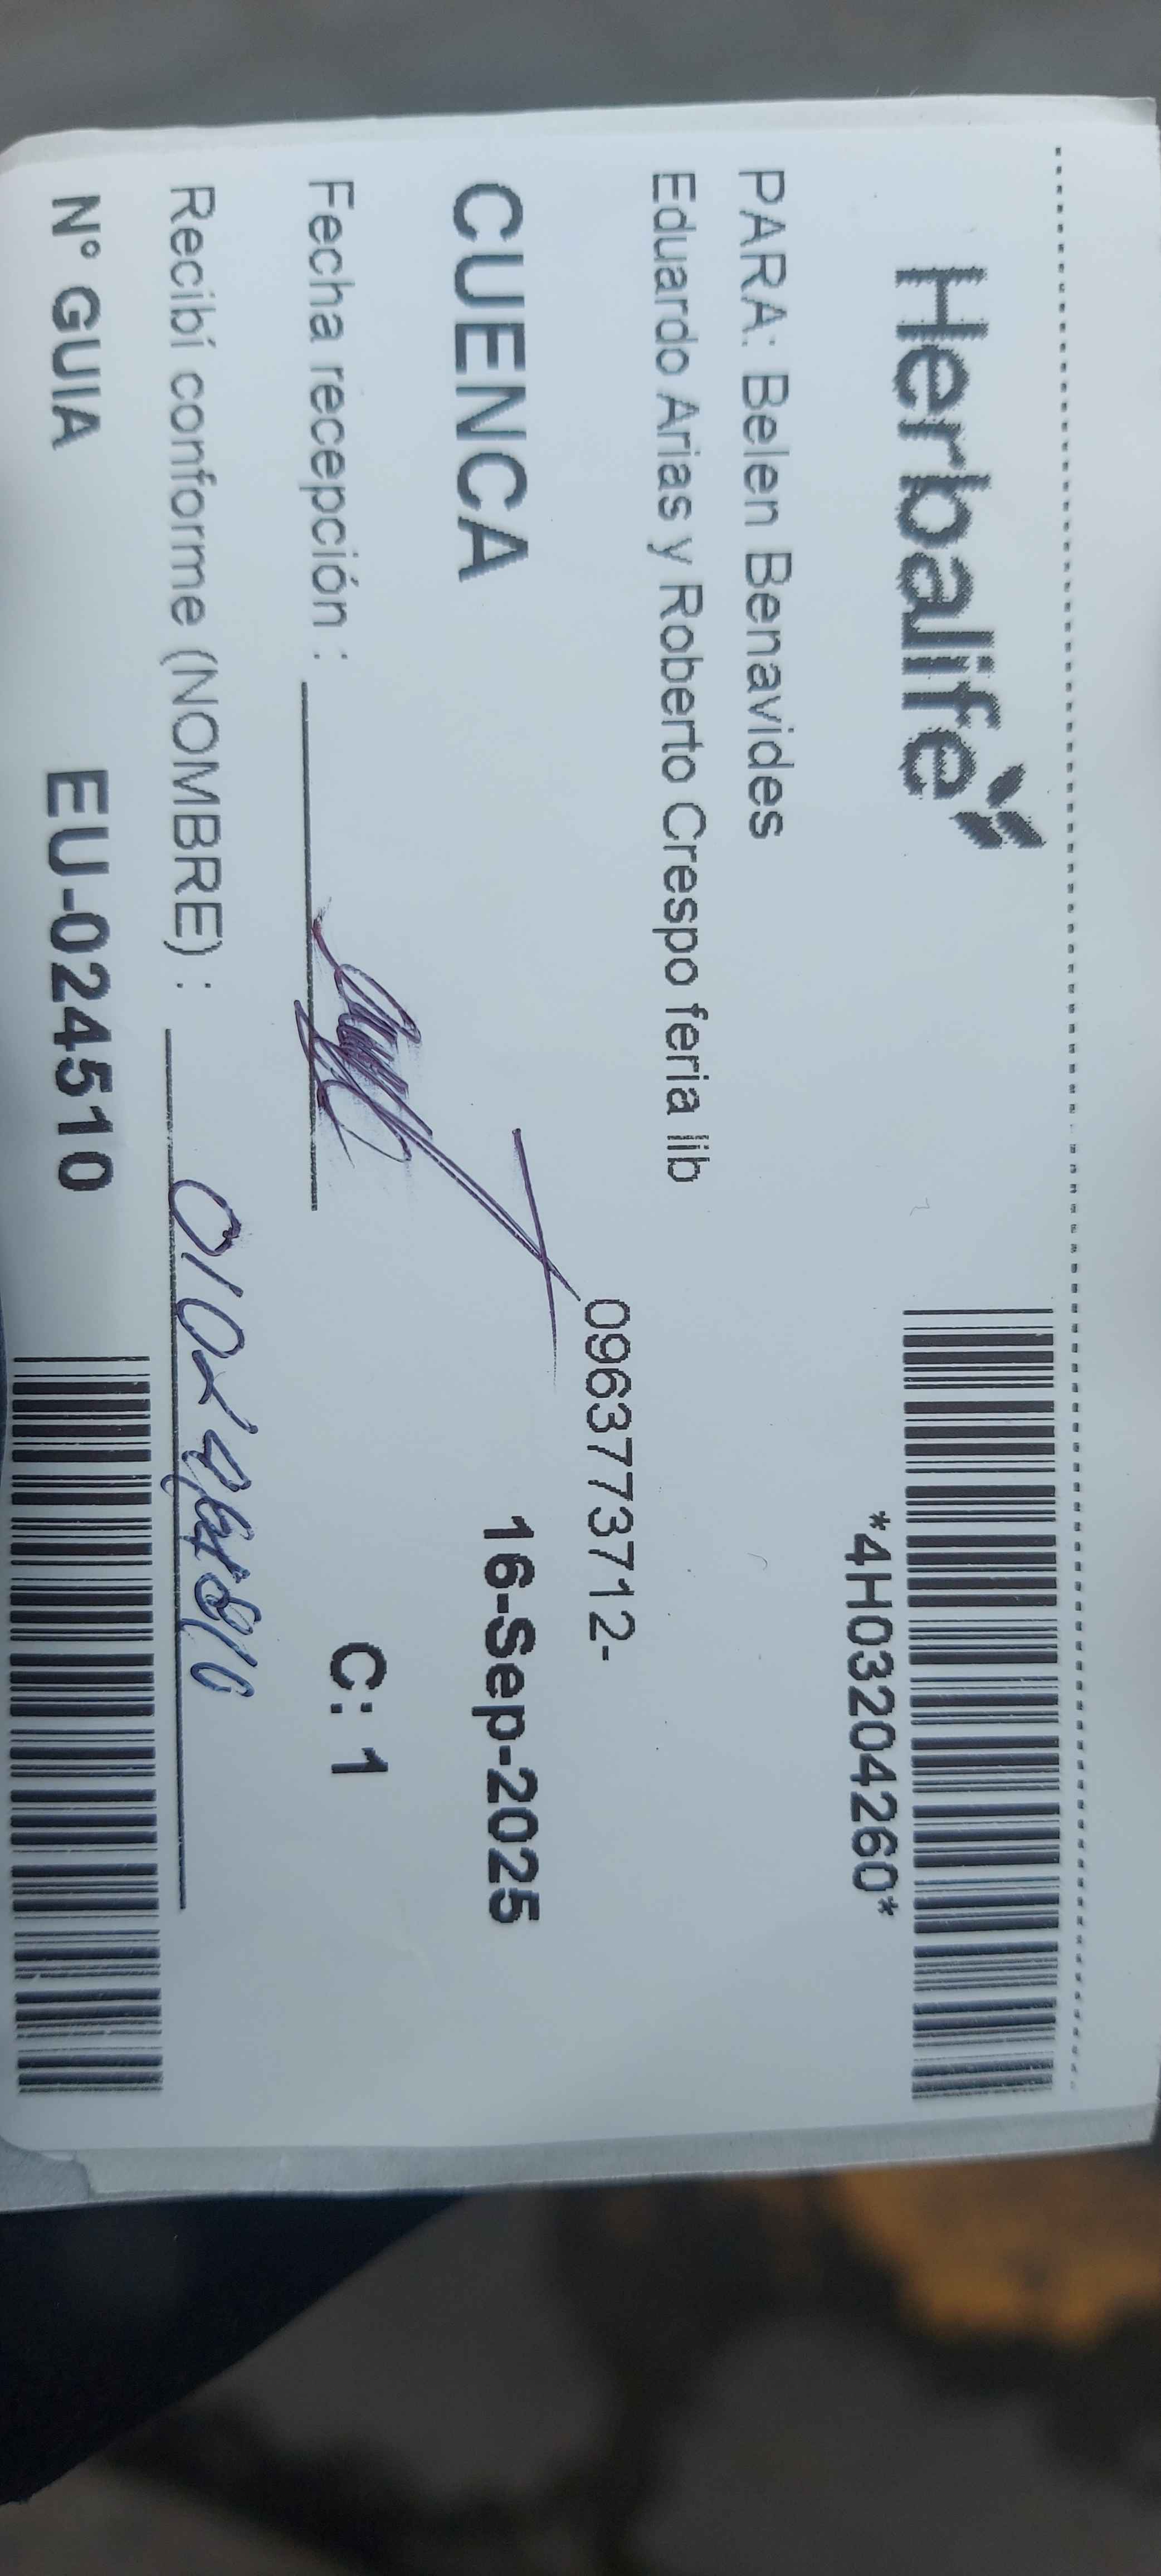 Herbalife
*4H03204260*
PARA: Belen Benavides
Eduardo Arias y Roberto Crespo feria lib
0963773712-
CUENCA 16-Sep-2025
Fecha recepción : C: 1
Recibí conforme (NOMBRE) :
N° GUIA EU-024510